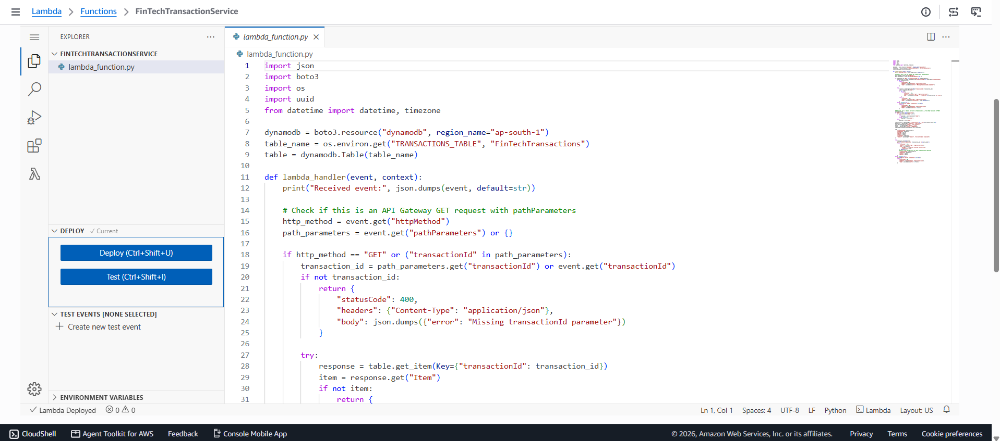 Lambda > Functions > FinTechTransactionService
EXPLORER
FINTECHTRANSACTIONSERVICE
lambda_function.py
DEPLOY ✓ Current
Deploy (Ctrl+Shift+U)
Test (Ctrl+Shift+I)
TEST EVENTS [NONE SELECTED]
+ Create new test event
ENVIRONMENT VARIABLES
lambda_function.py
lambda_function.py
1 import json
2 import boto3
3 import os
4 import uuid
5 from datetime import datetime, timezone
6
7 dynamodb = boto3.resource("dynamodb", region_name="ap-south-1")
8 table_name = os.environ.get("TRANSACTIONS_TABLE", "FinTechTransactions")
9 table = dynamodb.Table(table_name)
10
11 def lambda_handler(event, context):
12     print("Received event:", json.dumps(event, default=str))
13
14     # Check if this is an API Gateway GET request with pathParameters
15     http_method = event.get("httpMethod")
16     path_parameters = event.get("pathParameters") or {}
17
18     if http_method == "GET" or ("transactionId" in path_parameters):
19         transaction_id = path_parameters.get("transactionId") or event.get("transactionId")
20         if not transaction_id:
21             return {
22                 "statusCode": 400,
23                 "headers": {"Content-Type": "application/json"},
24                 "body": json.dumps({"error": "Missing transactionId parameter"})
25             }
26
27         try:
28             response = table.get_item(Key={"transactionId": transaction_id})
29             item = response.get("Item")
30             if not item:
31                 return {
✓ Lambda Deployed 0 0
Ln 1, Col 1 Spaces: 4 UTF-8 LF Python Lambda Layout: US
CloudShell Agent Toolkit for AWS Feedback Console Mobile App
© 2026, Amazon Web Services, Inc. or its affiliates. Privacy Terms Cookie preferences